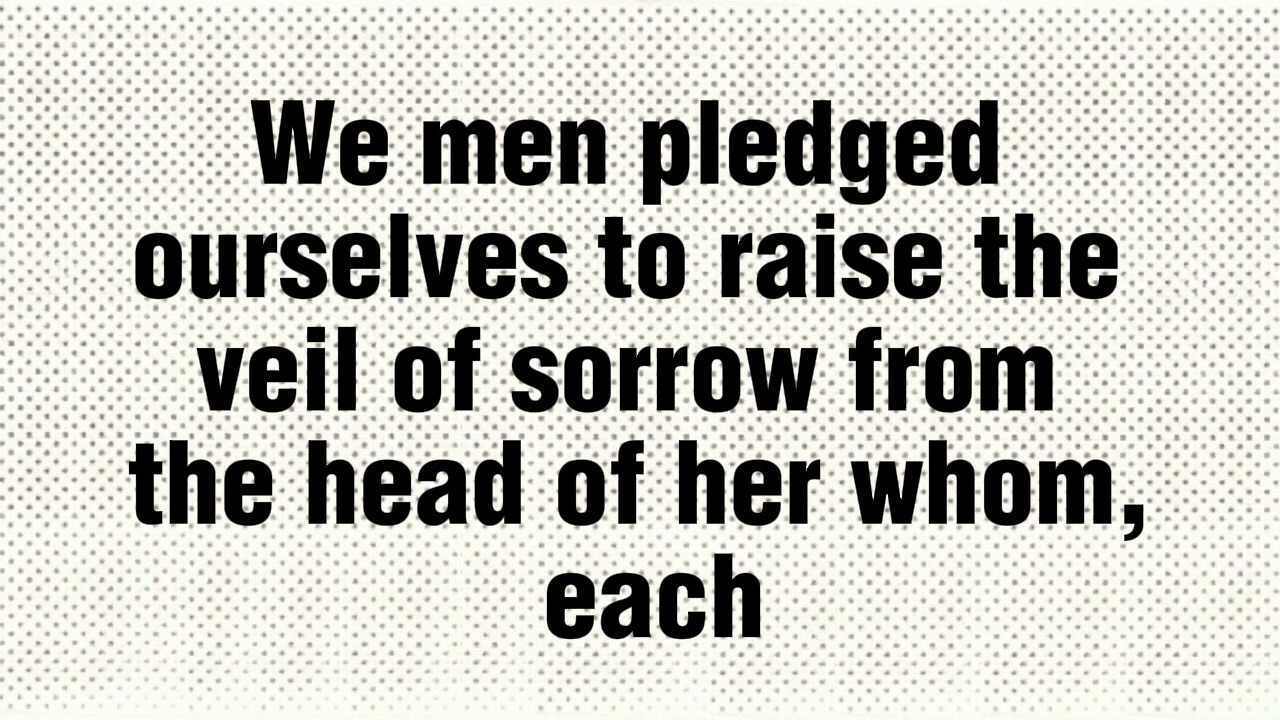 We men pledged
ourselves to raise the
veil of sorrow from
the head of her whom,
each